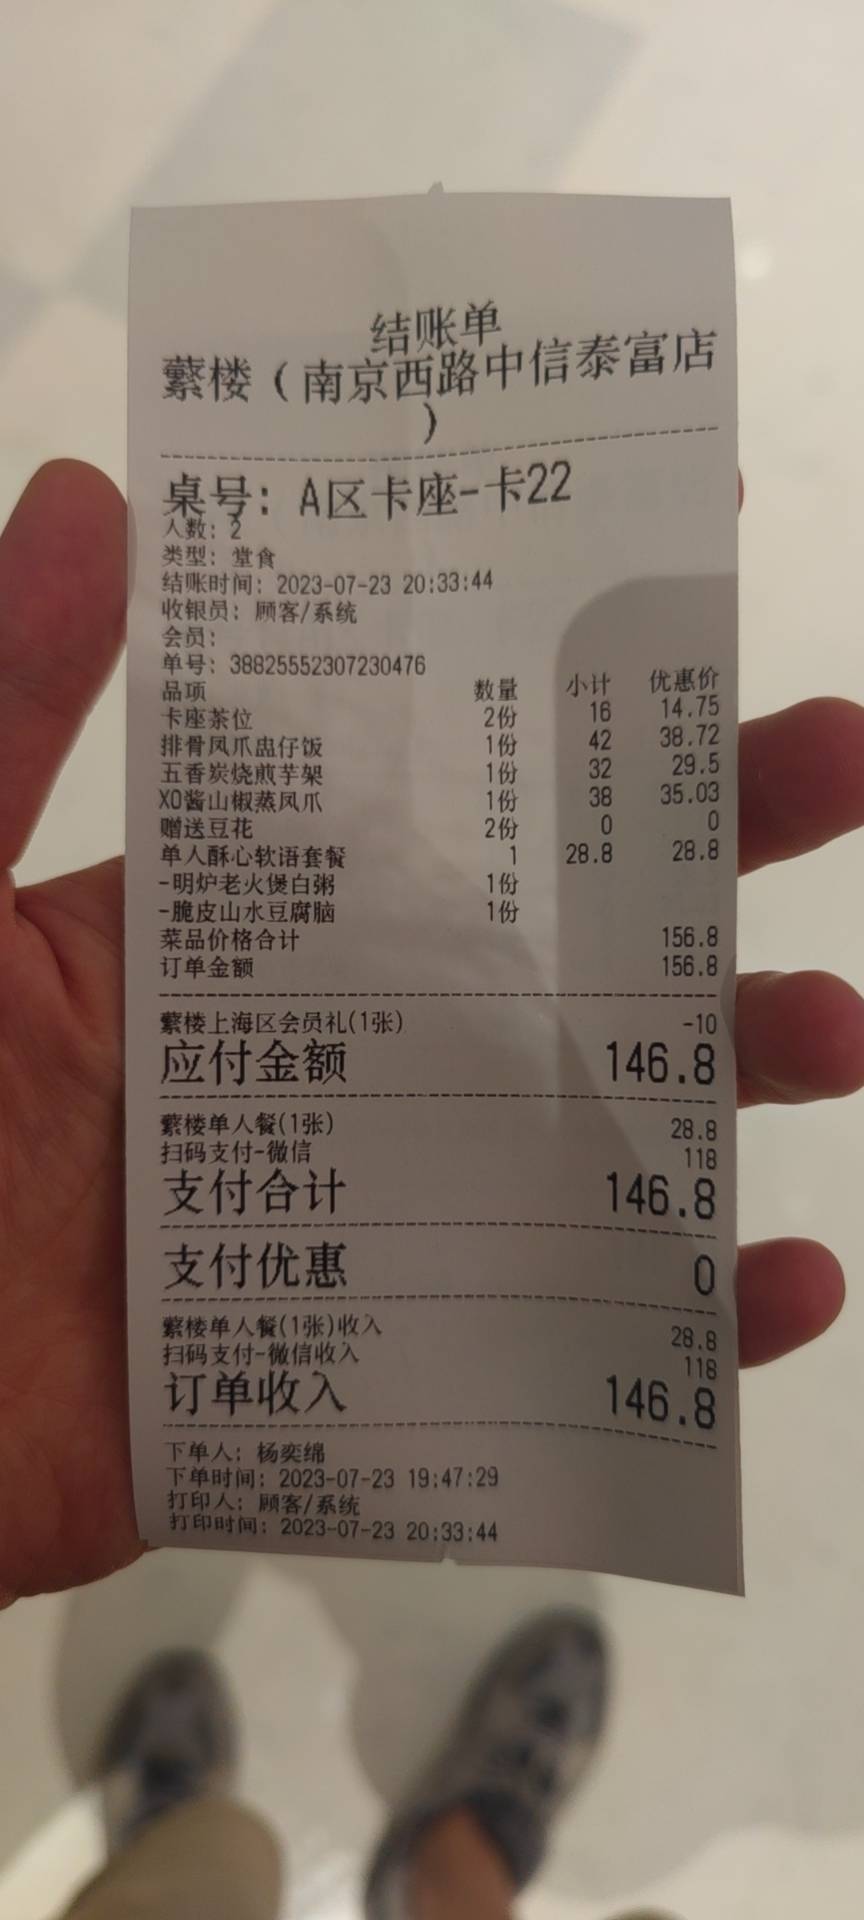 结账单
蘩楼（南京西路中信泰富店
）
桌号：A区卡座-卡22
人数：2
类型：堂食
结账时间：2023-07-23 20:33:44
收银员：顾客/系统
会员：
单号：38825552307230476
品项 数量 小计 优惠价
卡座茶位 2份 16 14.75
排骨凤爪盅仔饭 1份 42 38.72
五香炭烧煎芋架 1份 32 29.5
XO酱山椒蒸凤爪 1份 38 35.03
赠送豆花 2份 0 0
单人酥心软语套餐 1 28.8 28.8
-明炉老火煲白粥 1份
-脆皮山水豆腐脑 1份
菜品价格合计 156.8
订单金额 156.8
蘩楼上海区会员礼(1张) -10
应付金额 146.8
蘩楼单人餐(1张) 28.8
扫码支付-微信 118
支付合计 146.8
支付优惠 0
蘩楼单人餐(1张)收入 28.8
扫码支付-微信收入 118
订单收入 146.8
下单人：杨奕绵
下单时间：2023-07-23 19:47:29
打印人：顾客/系统
打印时间：2023-07-23 20:33:44